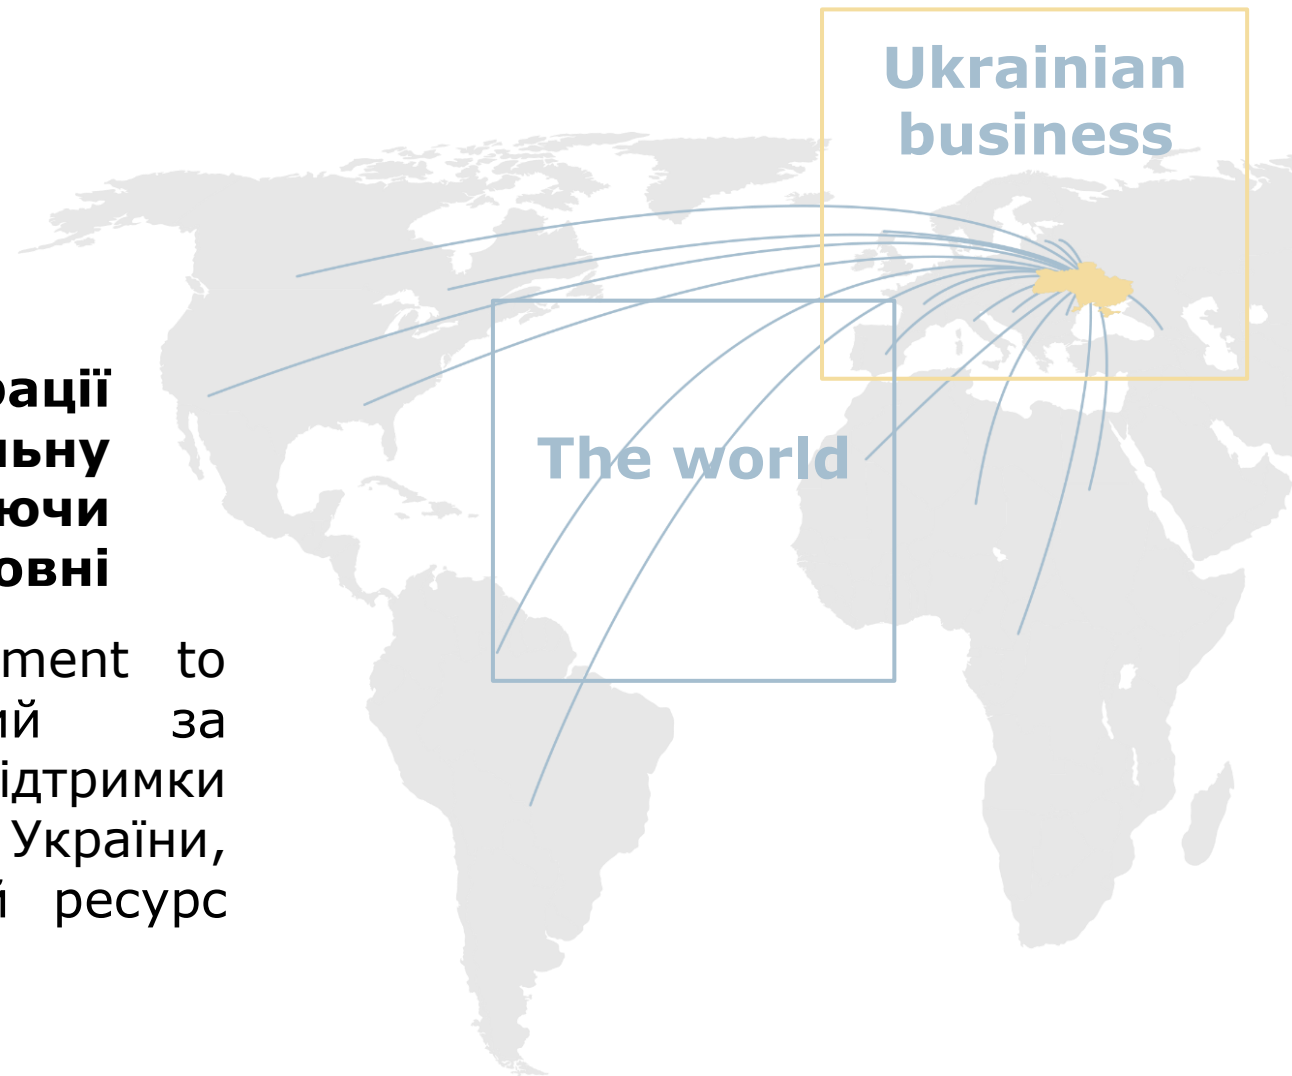 Ukrainian
business
The world
рації
льну
ючи
овні
ment to
ий за
ідтримки
України,
й ресурс